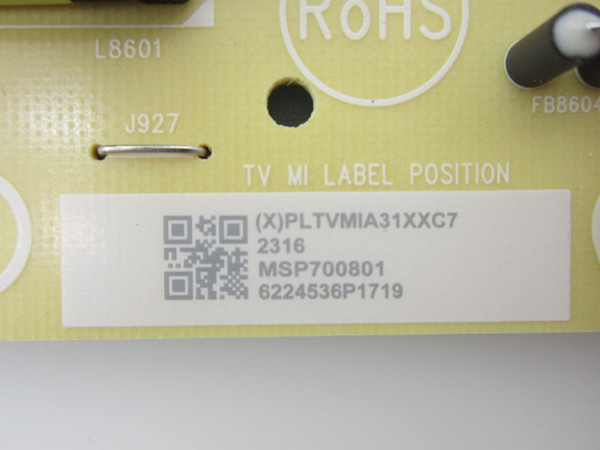 L8601
RoHS
FB8604
J927
TV MI LABEL POSITION
(X)PLTVMIA31XXC7
2316
MSP700801
6224536P1719